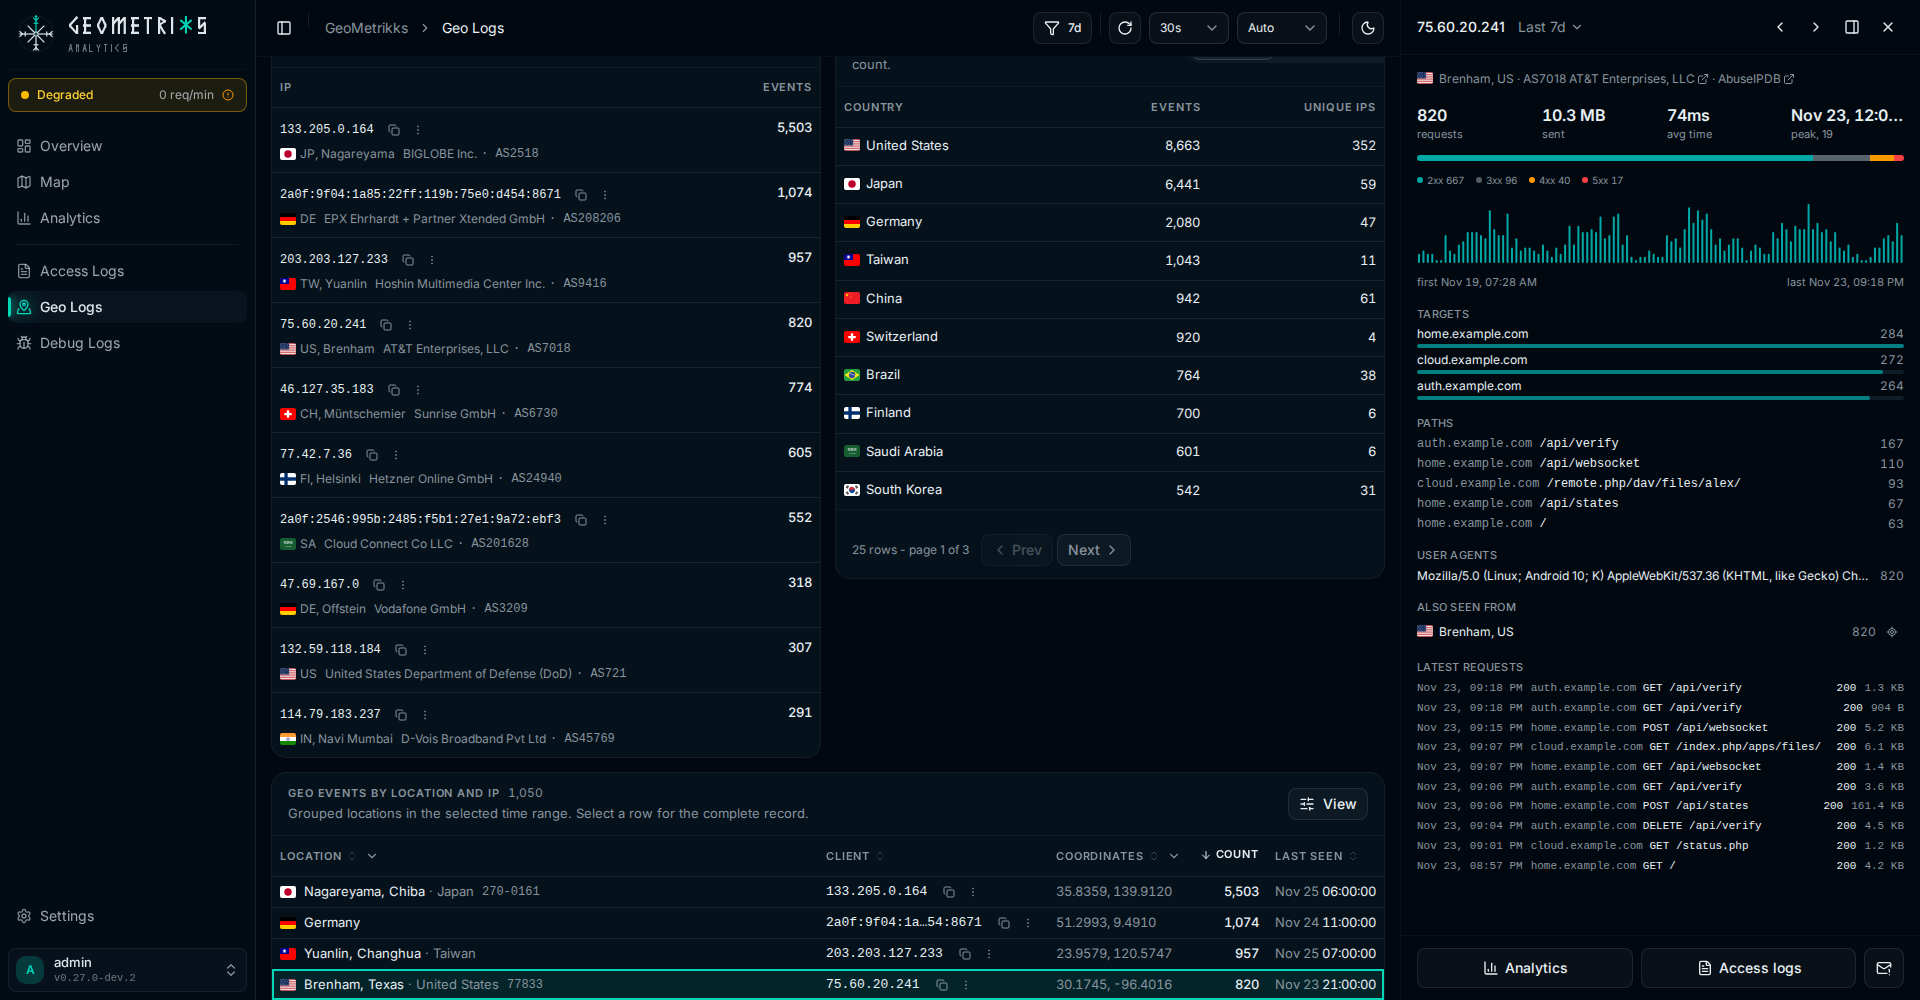 GEOMETRIKS
ANALYTICS
Degraded 0 req/min
Overview
Map
Analytics
Access Logs
Geo Logs
Debug Logs
Settings
A admin
v0.27.0-dev.2
GeoMetrikks > Geo Logs
7d 30s Auto
IP EVENTS
133.205.0.164 5,503
JP, Nagareyama BIGLOBE Inc. · AS2518
2a0f:9f04:1a85:22ff:119b:75e0:d454:8671 1,074
DE EPX Ehrhardt + Partner Xtended GmbH · AS208206
203.203.127.233 957
TW, Yuanlin Hoshin Multimedia Center Inc. · AS9416
75.60.20.241 820
US, Brenham AT&T Enterprises, LLC · AS7018
46.127.35.183 774
CH, Müntschemier Sunrise GmbH · AS6730
77.42.7.36 605
FI, Helsinki Hetzner Online GmbH · AS24940
2a0f:2546:995b:2485:f5b1:27e1:9a72:ebf3 552
SA Cloud Connect Co LLC · AS201628
47.69.167.0 318
DE, Offstein Vodafone GmbH · AS3209
132.59.118.184 307
US United States Department of Defense (DoD) · AS721
114.79.183.237 291
IN, Navi Mumbai D-Vois Broadband Pvt Ltd · AS45769
count.
COUNTRY EVENTS UNIQUE IPS
United States 8,663 352
Japan 6,441 59
Germany 2,080 47
Taiwan 1,043 11
China 942 61
Switzerland 920 4
Brazil 764 38
Finland 700 6
Saudi Arabia 601 6
South Korea 542 31
25 rows - page 1 of 3 Prev Next
GEO EVENTS BY LOCATION AND IP 1,050
Grouped locations in the selected time range. Select a row for the complete record.
View
LOCATION CLIENT COORDINATES COUNT LAST SEEN
Nagareyama, Chiba · Japan 270-0161 133.205.0.164 35.8359, 139.9120 5,503 Nov 25 06:00:00
Germany 2a0f:9f04:1a…54:8671 51.2993, 9.4910 1,074 Nov 24 11:00:00
Yuanlin, Changhua · Taiwan 203.203.127.233 23.9579, 120.5747 957 Nov 25 07:00:00
Brenham, Texas · United States 77833 75.60.20.241 30.1745, -96.4016 820 Nov 23 21:00:00
75.60.20.241 Last 7d
Brenham, US · AS7018 AT&T Enterprises, LLC · AbuseIPDB
820 10.3 MB 74ms Nov 23, 12:0...
requests sent avg time peak, 19
2xx 667 3xx 96 4xx 40 5xx 17
first Nov 19, 07:28 AM last Nov 23, 09:18 PM
TARGETS
home.example.com 284
cloud.example.com 272
auth.example.com 264
PATHS
auth.example.com /api/verify 167
home.example.com /api/websocket 110
cloud.example.com /remote.php/dav/files/alex/ 93
home.example.com /api/states 67
home.example.com / 63
USER AGENTS
Mozilla/5.0 (Linux; Android 10; K) AppleWebKit/537.36 (KHTML, like Gecko) Ch... 820
ALSO SEEN FROM
Brenham, US 820
LATEST REQUESTS
Nov 23, 09:18 PM auth.example.com GET /api/verify 200 1.3 KB
Nov 23, 09:18 PM auth.example.com GET /api/verify 200 904 B
Nov 23, 09:15 PM home.example.com POST /api/websocket 200 5.2 KB
Nov 23, 09:07 PM cloud.example.com GET /index.php/apps/files/ 200 6.1 KB
Nov 23, 09:07 PM home.example.com GET /api/websocket 200 1.4 KB
Nov 23, 09:06 PM auth.example.com GET /api/verify 200 3.6 KB
Nov 23, 09:06 PM home.example.com POST /api/states 200 161.4 KB
Nov 23, 09:04 PM auth.example.com DELETE /api/verify 200 4.5 KB
Nov 23, 09:01 PM cloud.example.com GET /status.php 200 1.2 KB
Nov 23, 08:57 PM home.example.com GET / 200 4.2 KB
Analytics Access logs